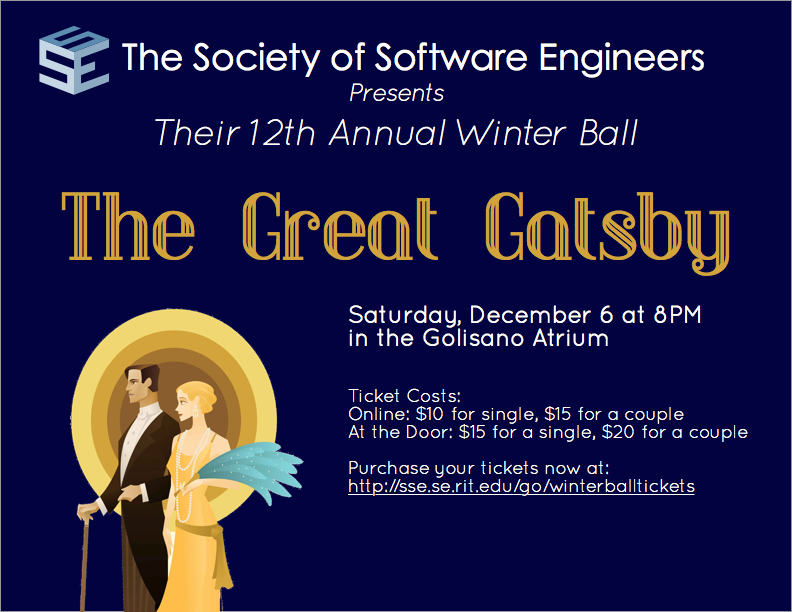 SSE
The Society of Software Engineers
Presents
Their 12th Annual Winter Ball
The Great Gatsby
Saturday, December 6 at 8PM
in the Golisano Atrium
Ticket Costs:
Online: $10 for single, $15 for a couple
At the Door: $15 for a single, $20 for a couple
Purchase your tickets now at:
http://sse.se.rit.edu/go/winterballtickets